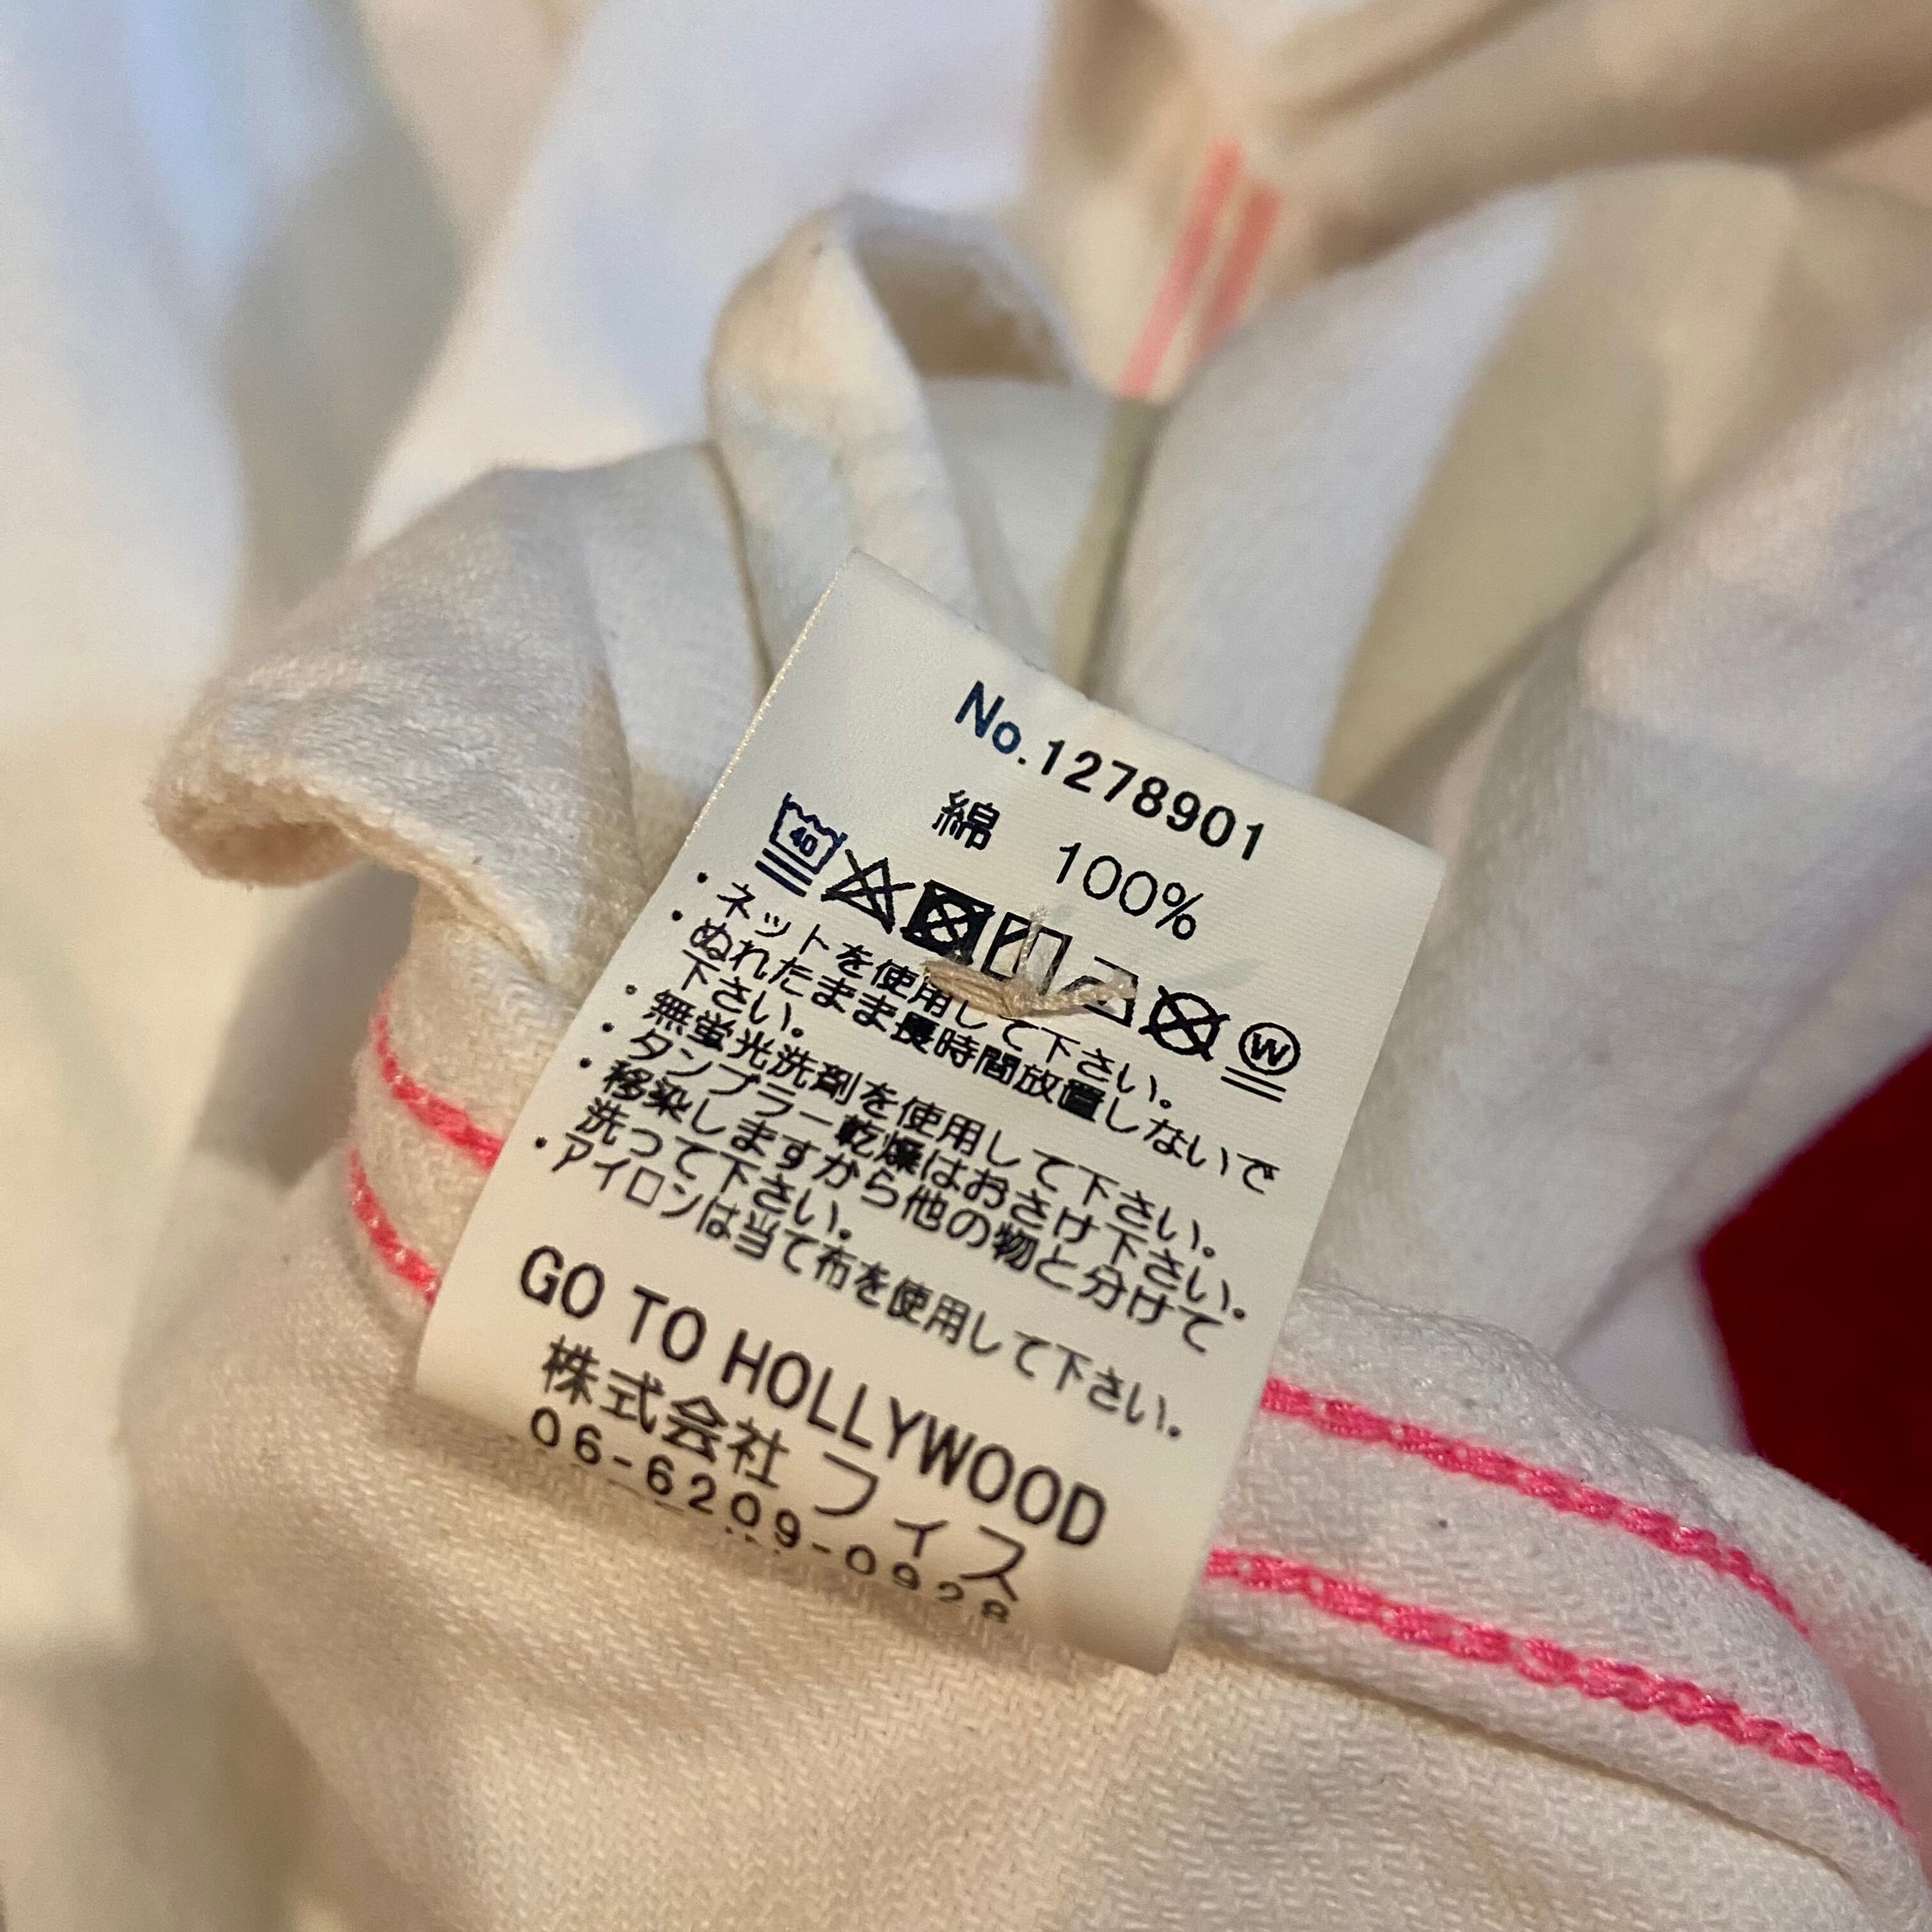 No.1278901
綿 100%
40
W
・ネットを使用して下さい。
・ぬれたまま長時間放置しないで
下さい。
・無蛍光洗剤を使用して下さい。
・タンブラー乾燥はおさけ下さい。
・移染しますから他の物と分けて
洗って下さい。
・アイロンは当て布を使用して下さい。
GO TO HOLLYWOOD
株式会社 フィス
06-6209-0928